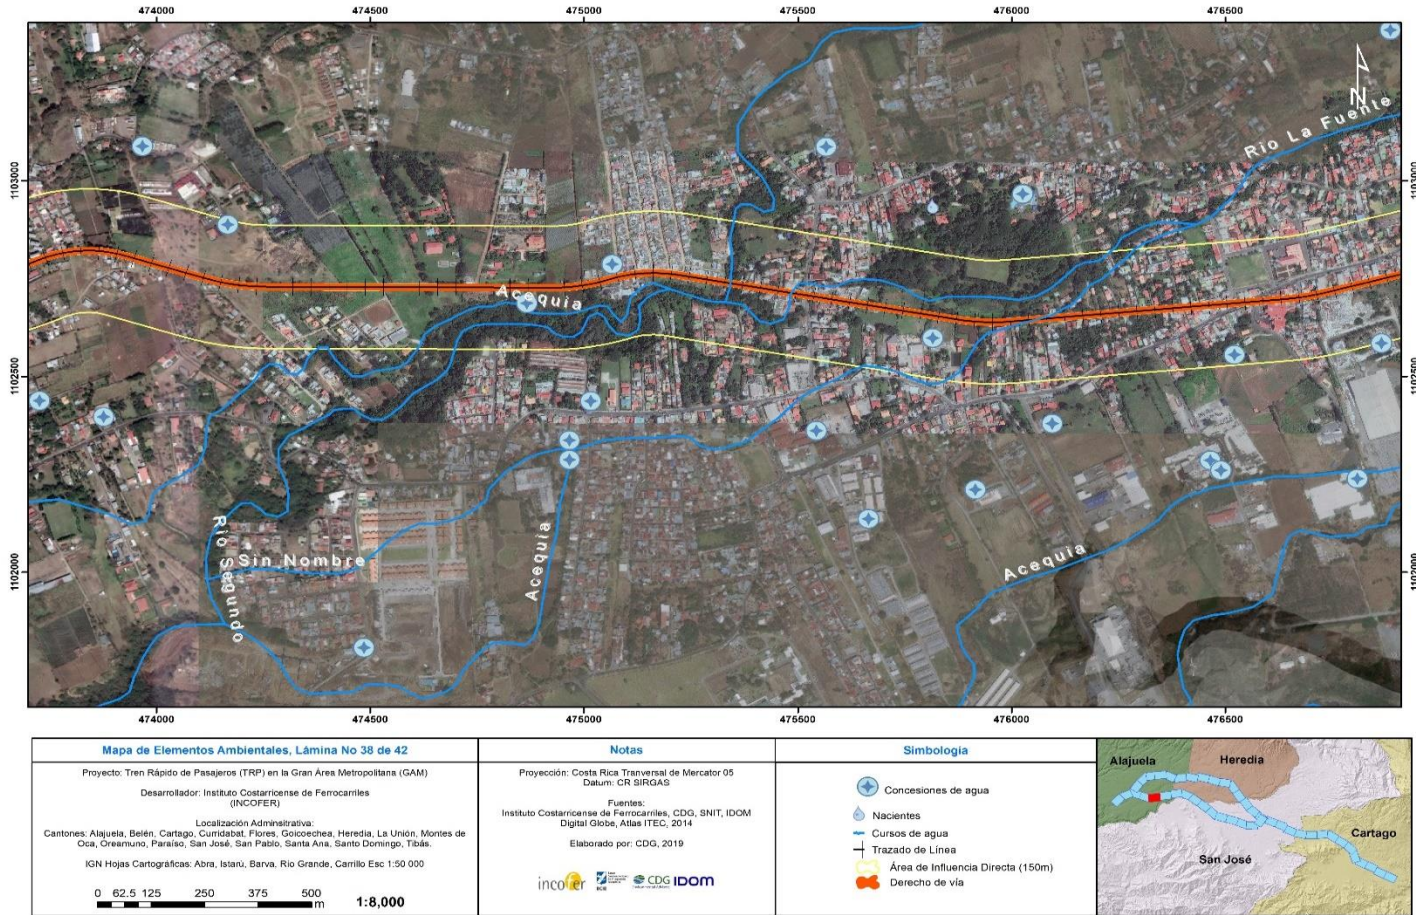 474000 474500 475000 475500 476000 476500
N
Rio La Fuente
1103000 1103000
Acequia
1102500 1102500
Rio Segundo
Sin Nombre
Acequia
Acequia
1102000 1102000
474000 474500 475000 475500 476000 476500
Mapa de Elementos Ambientales, Lámina No 38 de 42
Proyecto: Tren Rápido de Pasajeros (TRP) en la Gran Área Metropolitana (GAM)
Desarrollador: Instituto Costarricense de Ferrocarriles
(INCOFER)
Localización Adminsitrativa:
Cantones: Alajuela, Belén, Cartago, Curridabat, Flores, Goicoechea, Heredia, La Unión, Montes de
Oca, Oreamuno, Paraíso, San José, San Pablo, Santa Ana, Santo Domingo, Tibás.
IGN Hojas Cartográficas: Abra, Istarú, Barva, Rio Grande, Carrillo Esc 1:50 000
0 62.5 125 250 375 500
m
1:8,000
Notas
Proyección: Costa Rica Tranversal de Mercator 05
Datum: CR SIRGAS
Fuentes:
Instituto Costarricense de Ferrocarriles, CDG, SNIT, IDOM
Digital Globe, Atlas ITEC, 2014
Elaborado por: CDG, 2019
incofer
BCIE
CDG
IDOM
Simbología
Concesiones de agua
Nacientes
Cursos de agua
Trazado de Línea
Área de Influencia Directa (150m)
Derecho de vía
Alajuela
Heredia
San José
Cartago